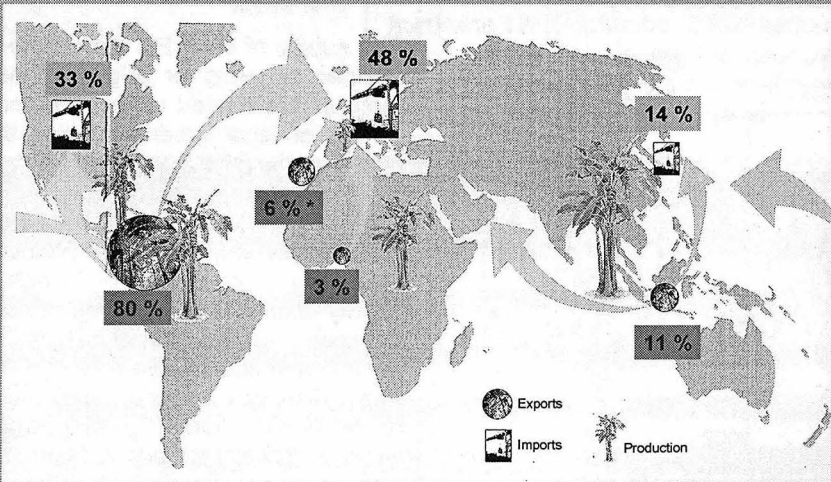 48 %
33 %
14 %
6 % *
3 %
80 %
11 %
Exports
Imports
Production